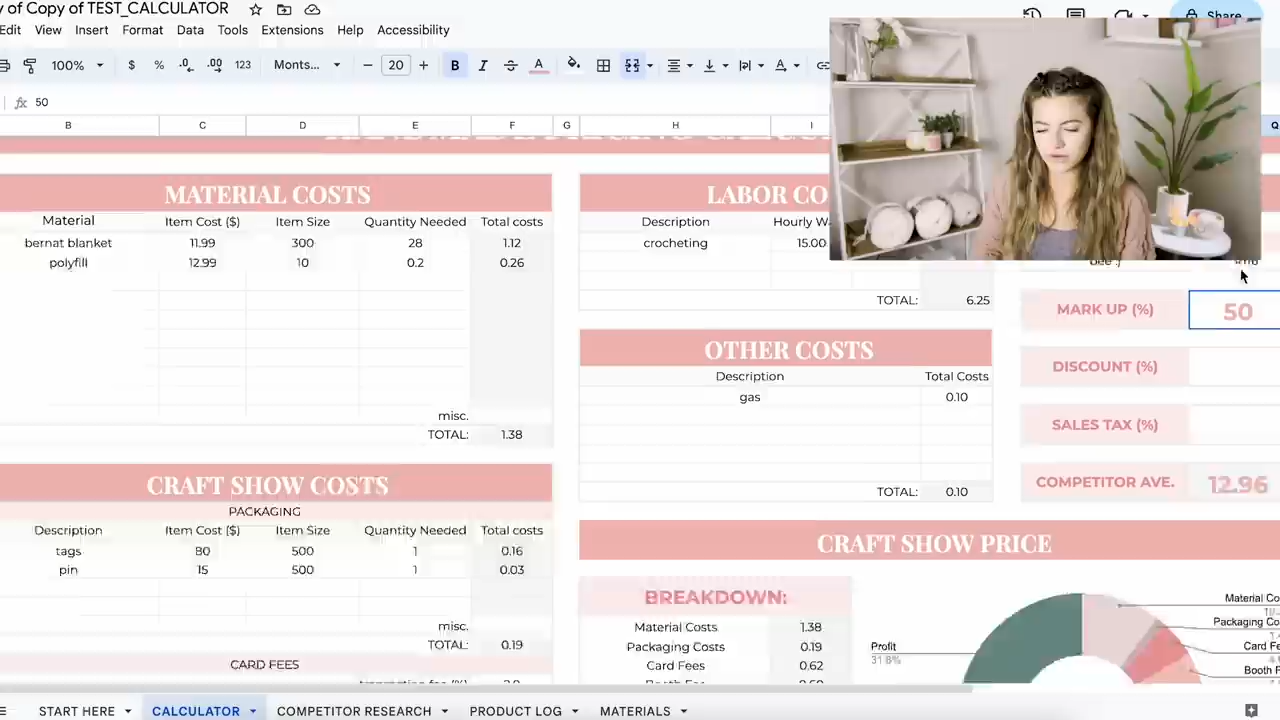 y of Copy of TEST_CALCULATOR
Share
Edit View Insert Format Data Tools Extensions Help Accessibility
100% $ % .0 .00 123 Monts... 20 B I A
fx 50
B C D E F G H I Q
MATERIAL COSTS
Material Item Cost ($) Item Size Quantity Needed Total costs
bernat blanket 11.99 300 28 1.12
polyfill 12.99 10 0.2 0.26
misc.
TOTAL: 1.38
CRAFT SHOW COSTS
PACKAGING
Description Item Cost ($) Item Size Quantity Needed Total costs
tags 80 500 1 0.16
pin 15 500 1 0.03
misc.
TOTAL: 0.19
CARD FEES
LABOR CO
Description Hourly W
crocheting 15.00
TOTAL: 6.25
OTHER COSTS
Description Total Costs
gas 0.10
TOTAL: 0.10
MARK UP (%) 50
DISCOUNT (%)
SALES TAX (%)
COMPETITOR AVE. 12.96
CRAFT SHOW PRICE
BREAKDOWN:
Material Costs 1.38
Packaging Costs 0.19
Card Fees 0.62
Profit
31.8%
Material Co
Packaging Co
Card Fe
Booth F
START HERE CALCULATOR COMPETITOR RESEARCH PRODUCT LOG MATERIALS